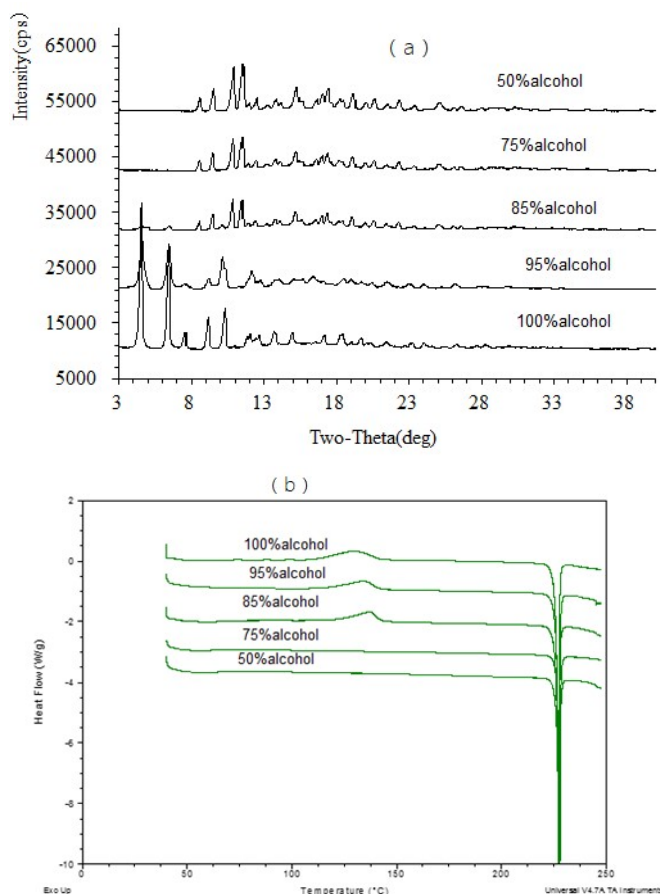 ( a )
Intensity(cps)
65000
55000
45000
35000
25000
15000
5000
50%alcohol
75%alcohol
85%alcohol
95%alcohol
100%alcohol
3 8 13 18 23 28 33 38
Two-Theta(deg)
( b )
Heat Flow (W/g)
2
0
-2
-4
-6
-8
-10
100%alcohol
95%alcohol
85%alcohol
75%alcohol
50%alcohol
0 50 100 150 200 250
Exo Up Temperature (°C) Universal V4.7A TA Instrum